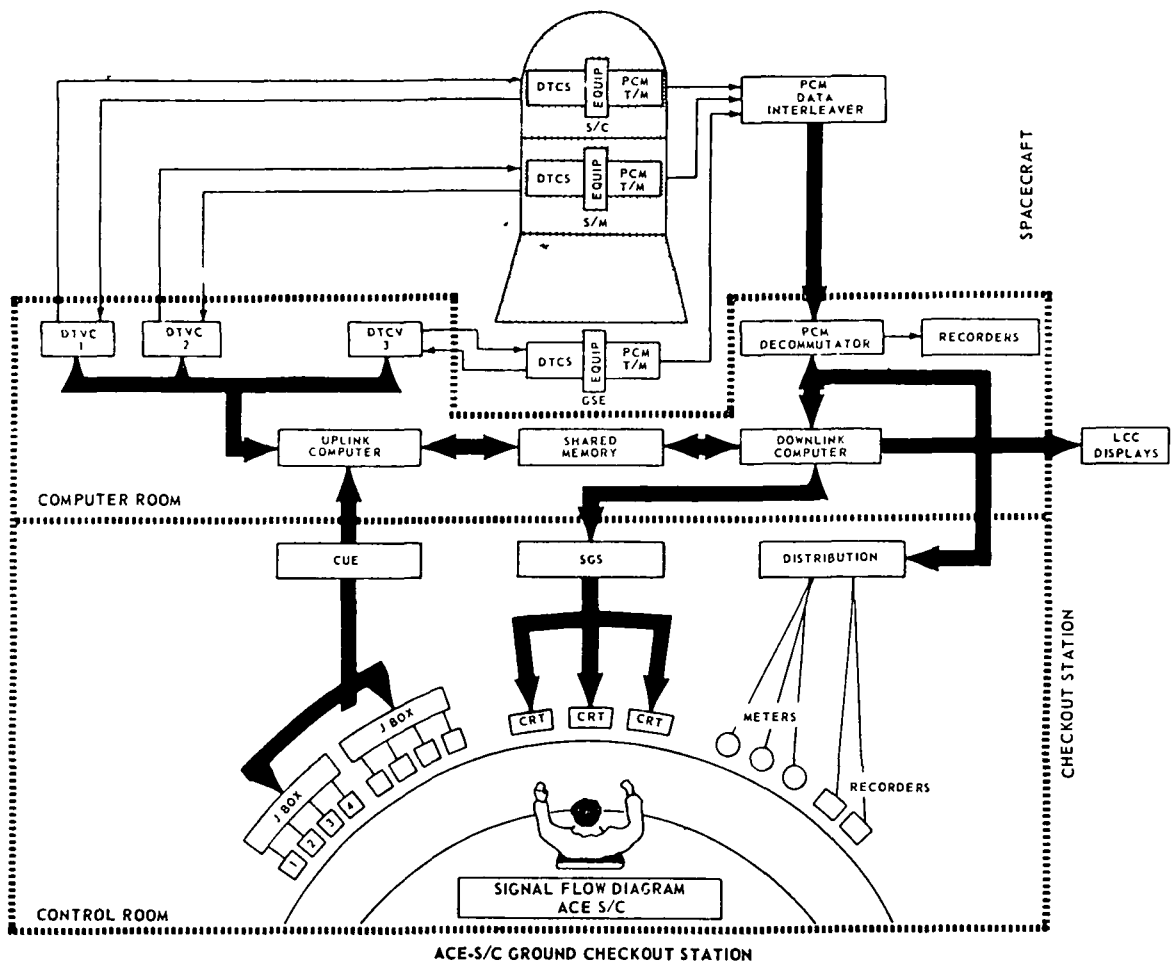 DTCS
EQUIP
PCM
T/M
S/C
PCM
DATA
INTERLEAVER
DTCS
EQUIP
PCM
T/M
S/M
SPACECRAFT
DTVC
1
DTVC
2
DTCV
3
DTCS
EQUIP
PCM
T/M
GSE
PCM
DECOMMUTATOR
RECORDERS
UPLINK
COMPUTER
SHARED
MEMORY
DOWNLINK
COMPUTER
LCC
DISPLAYS
COMPUTER ROOM
CUE
SGS
DISTRIBUTION
CHECKOUT STATION
J BOX
J BOX
1
2
3
4
CRT
CRT
CRT
METERS
RECORDERS
SIGNAL FLOW DIAGRAM
ACE S/C
CONTROL ROOM
ACE-S/C GROUND CHECKOUT STATION